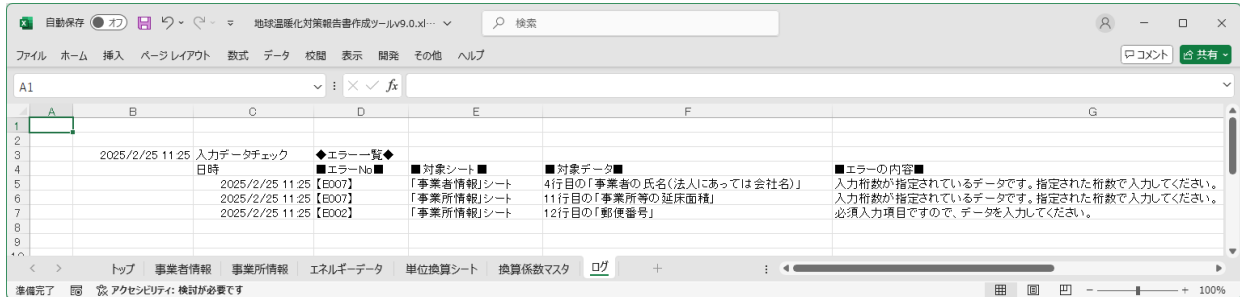 自動保存 オフ 地球温暖化対策報告書作成ツールv9.0.xl… 検索
ファイル ホーム 挿入 ページ レイアウト 数式 データ 校閲 表示 開発 その他 ヘルプ コメント 共有
A1 fx
A B C D E F G
1
2
3 2025/2/25 11:25 入力データチェック ◆エラー一覧◆
4 日時 ■エラーNo■ ■対象シート■ ■対象データ■ ■エラーの内容■
5 2025/2/25 11:25 【E007】 「事業者情報」シート 4行目の「事業者の氏名(法人にあっては会社名)」 入力桁数が指定されているデータです。指定された桁数で入力してください。
6 2025/2/25 11:25 【E007】 「事業所情報」シート 11行目の「事業所等の延床面積」 入力桁数が指定されているデータです。指定された桁数で入力してください。
7 2025/2/25 11:25 【E002】 「事業所情報」シート 12行目の「郵便番号」 必須入力項目ですので、データを入力してください。
8
9
トップ 事業者情報 事業所情報 エネルギーデータ 単位換算シート 換算係数マスタ ログ
準備完了 アクセシビリティ: 検討が必要です 100%